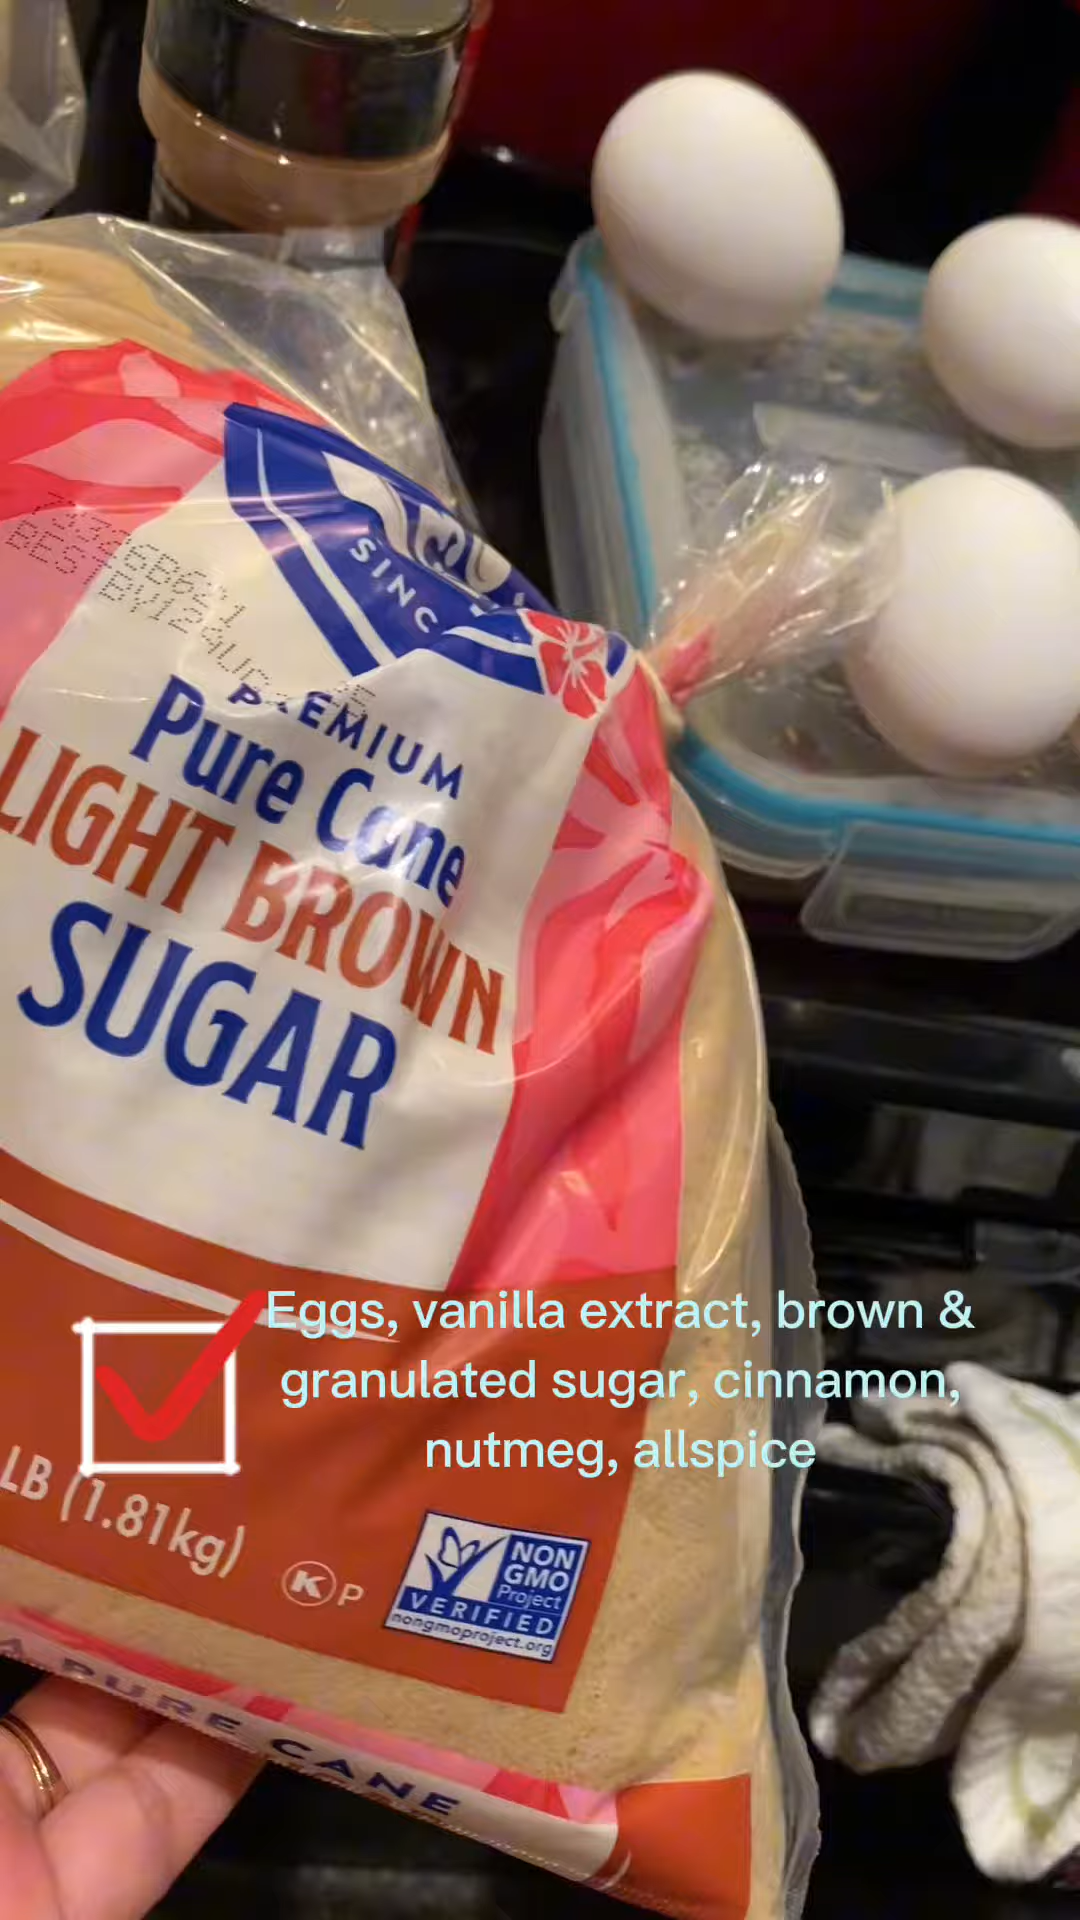 SINC
PREMIUM
Pure Cane
LIGHT BROWN
SUGAR
Eggs, vanilla extract, brown &
granulated sugar, cinnamon,
nutmeg, allspice
LB (1.81kg)
K P
NON
GMO
Project
VERIFIED
nongmoproject.org
PURE CANE